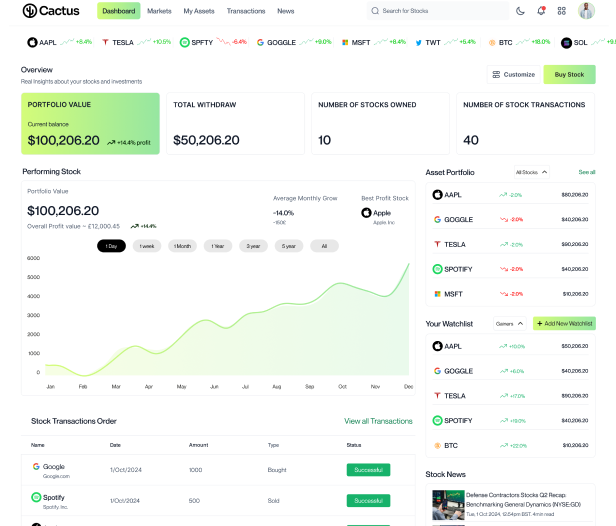 Cactus
Dashboard
Markets
My Assets
Transactions
News
Search for Stocks
AAPL +8.4%
TESLA +10.5%
SPFTY -6.4%
GOGGLE +9.0%
MSFT +8.4%
TWT +5.4%
BTC +18.0%
SOL
Overview
Real insights about your stocks and investments
Customize
Buy Stock
PORTFOLIO VALUE
Current balance
$100,206.20
+14.4% profit
TOTAL WITHDRAW
$50,206.20
NUMBER OF STOCKS OWNED
10
NUMBER OF STOCK TRANSACTIONS
40
Performing Stock
Portfolio Value
$100,206.20
Overall Profit value = £12,000.45
+14.4%
Average Monthly Grow
-14.0%
-150£
Best Profit Stock
Apple
Apple.Inc
1 Day
1 week
1 Month
1 Year
3 year
5 year
All
6000
5000
4000
3000
2000
1000
0
Jan Feb Mar Apr May Jun Jul Aug Sep Oct Nov Dec
Asset Portfolio
All Stocks
See all
AAPL -2.0% $80,206.20
GOGGLE -2.0% $40,206.20
TESLA -2.0% $90,206.20
SPOTIFY -2.0% $40,206.20
MSFT -2.0% $10,206.20
Your Watchlist
Gainers
+ Add New Watchlist
AAPL +10.0% $50,206.20
GOGGLE +6.0% $40,206.20
TESLA +17.0% $90,206.20
SPOTIFY +19.0% $40,206.20
BTC +22.0% $10,206.20
Stock Transactions Order
View all Transactions
Name Date Amount Type Status
Google
Google.com
1/Oct/2024 1000 Bought Successful
Spotify
Spotify. Inc.
1/Oct/2024 500 Sold Successful
Stock News
Defense Contractors Stocks Q2 Recap:
Benchmarking General Dynamics (NYSE:GD)
Tue, 1 Oct 2024, 12:54pm BST, 4min read